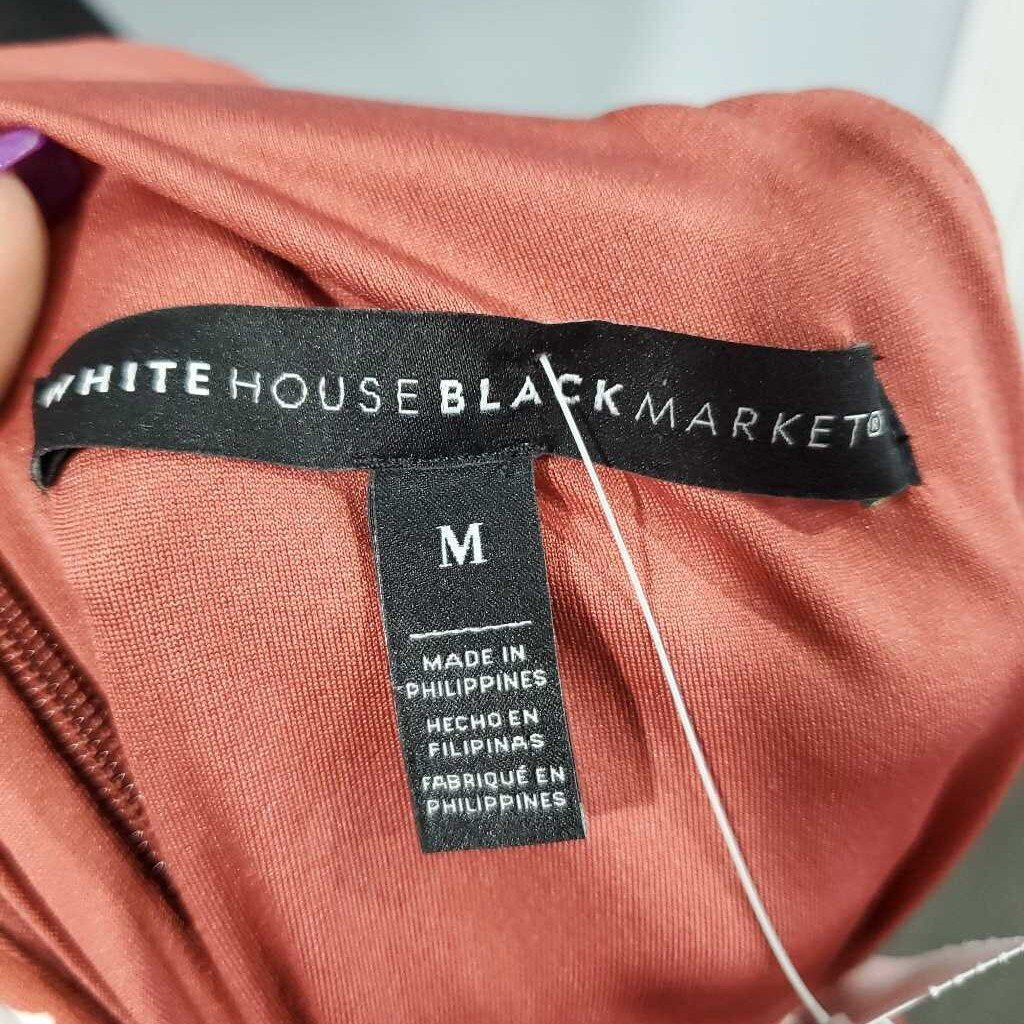 WHITE HOUSE BLACK MARKET®
M
MADE IN
PHILIPPINES
HECHO EN
FILIPINAS
FABRIQUÉ EN
PHILIPPINES